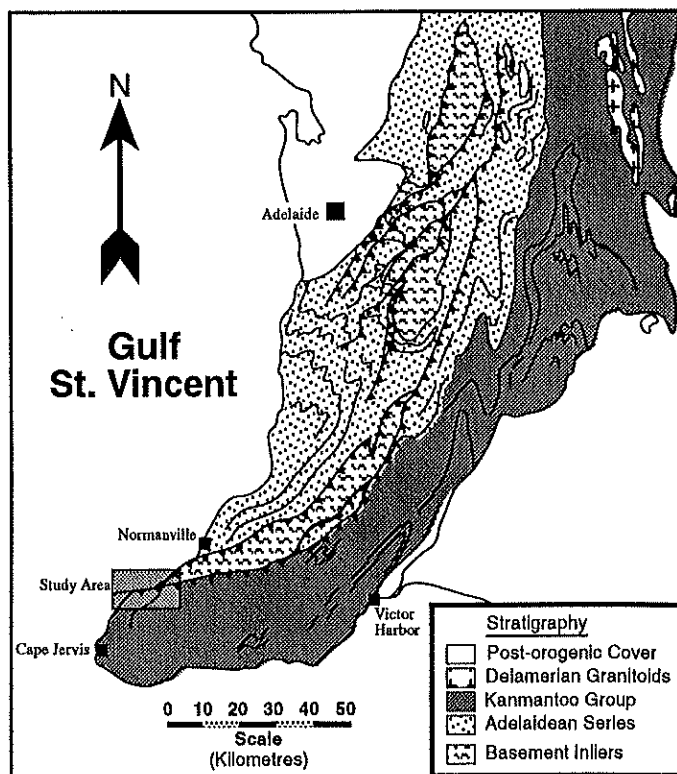 N
Adelaide
Gulf
St. Vincent
Normanville
Study Area
Cape Jervis
Victor
Harbor
0 10 20 30 40 50
Scale
(Kilometres)
Stratigraphy
Post-orogenic Cover
Delamerian Granitoids
Kanmantoo Group
Adelaidean Series
Basement Inliers